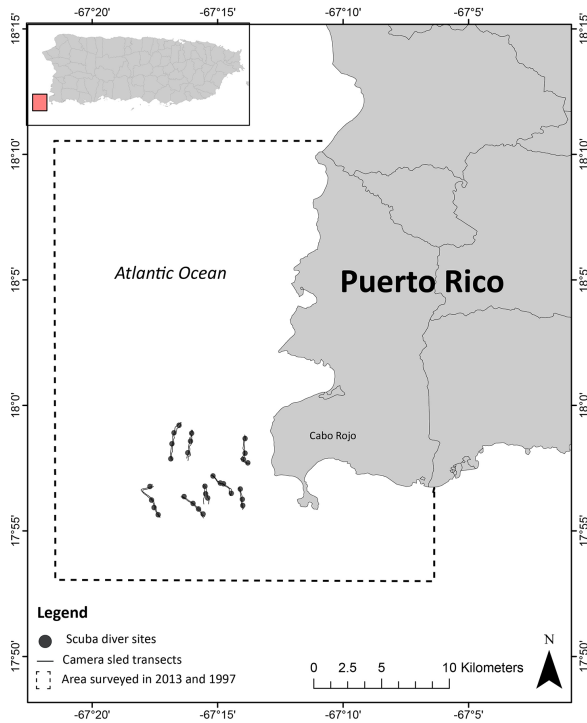 -67°20' -67°15' -67°10' -67°5'
18°15' 18°15'
18°10' 18°10'
Atlantic Ocean
Puerto Rico
18°5' 18°5'
18°0' 18°0'
Cabo Rojo
17°55' 17°55'
Legend
Scuba diver sites
Camera sled transects
Area surveyed in 2013 and 1997
0 2.5 5 10 Kilometers
N
17°50' 17°50'
-67°20' -67°15' -67°10' -67°5'